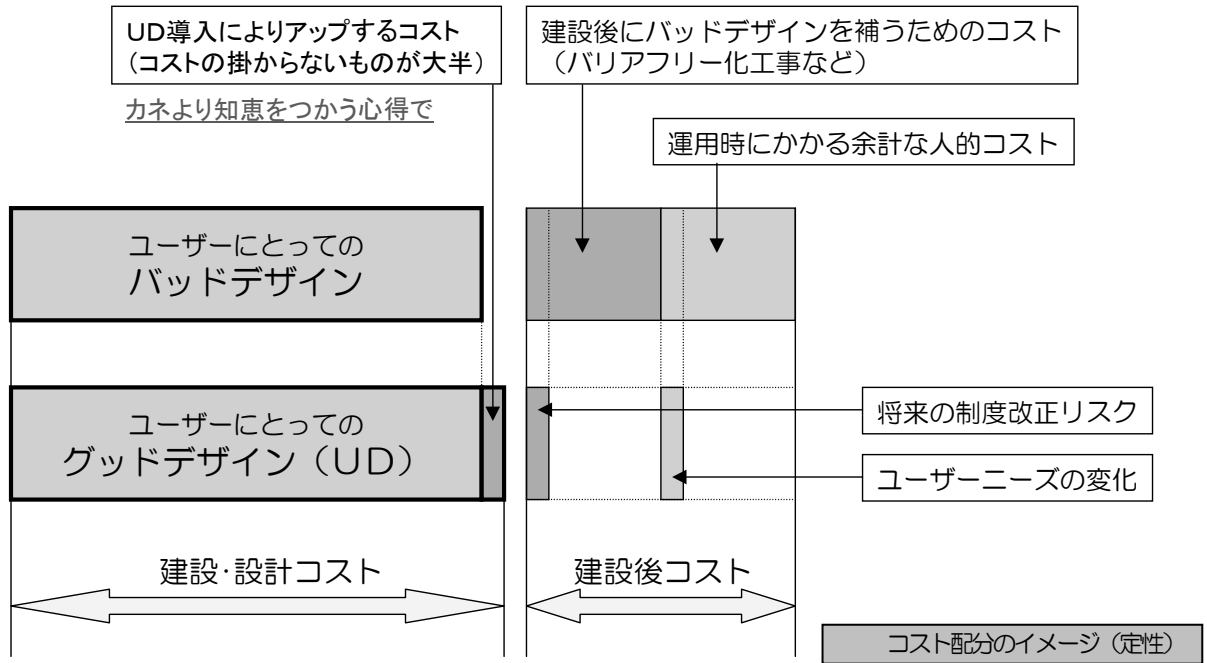 UD導入によりアップするコスト
（コストの掛からないものが大半）
カネより知恵をつかう心得で
建設後にバッドデザインを補うためのコスト
（バリアフリー化工事など）
運用時にかかる余計な人的コスト
ユーザーにとっての
バッドデザイン
ユーザーにとっての
グッドデザイン（UD）
将来の制度改正リスク
ユーザーニーズの変化
建設･設計コスト
建設後コスト
コスト配分のイメージ（定性）